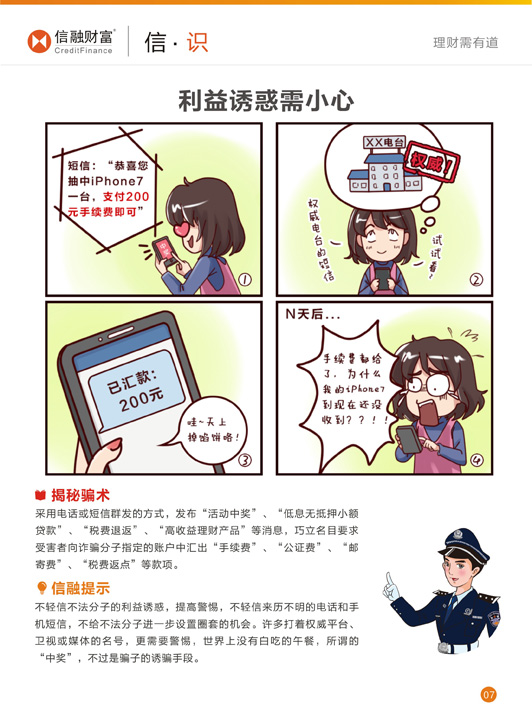 信融财富®
CreditFinance
信·识
理财需有道
利益诱惑需小心
短信：“恭喜您
抽中iPhone7
一台，支付200
元手续费即可”
中奖
①
XX电台
权威！
权威电台的短信
试试看！
②
已汇款：
200元
哇~天上
掉馅饼咯！
③
N天后...
手续费都给
了，为什么
我的iPhone7
到现在还没
收到？？！！
④
揭秘骗术
采用电话或短信群发的方式，发布“活动中奖”、“低息无抵押小额
贷款”、“税费退返”、“高收益理财产品”等消息，巧立名目要求
受害者向诈骗分子指定的账户中汇出“手续费”、“公证费”、“邮
寄费”、“税费返点”等款项。
信融提示
不轻信不法分子的利益诱惑，提高警惕，不轻信来历不明的电话和手
机短信，不给不法分子进一步设置圈套的机会。许多打着权威平台、
卫视或媒体的名号，更需要警惕，世界上没有白吃的午餐，所谓的
“中奖”，不过是骗子的诱骗手段。
07